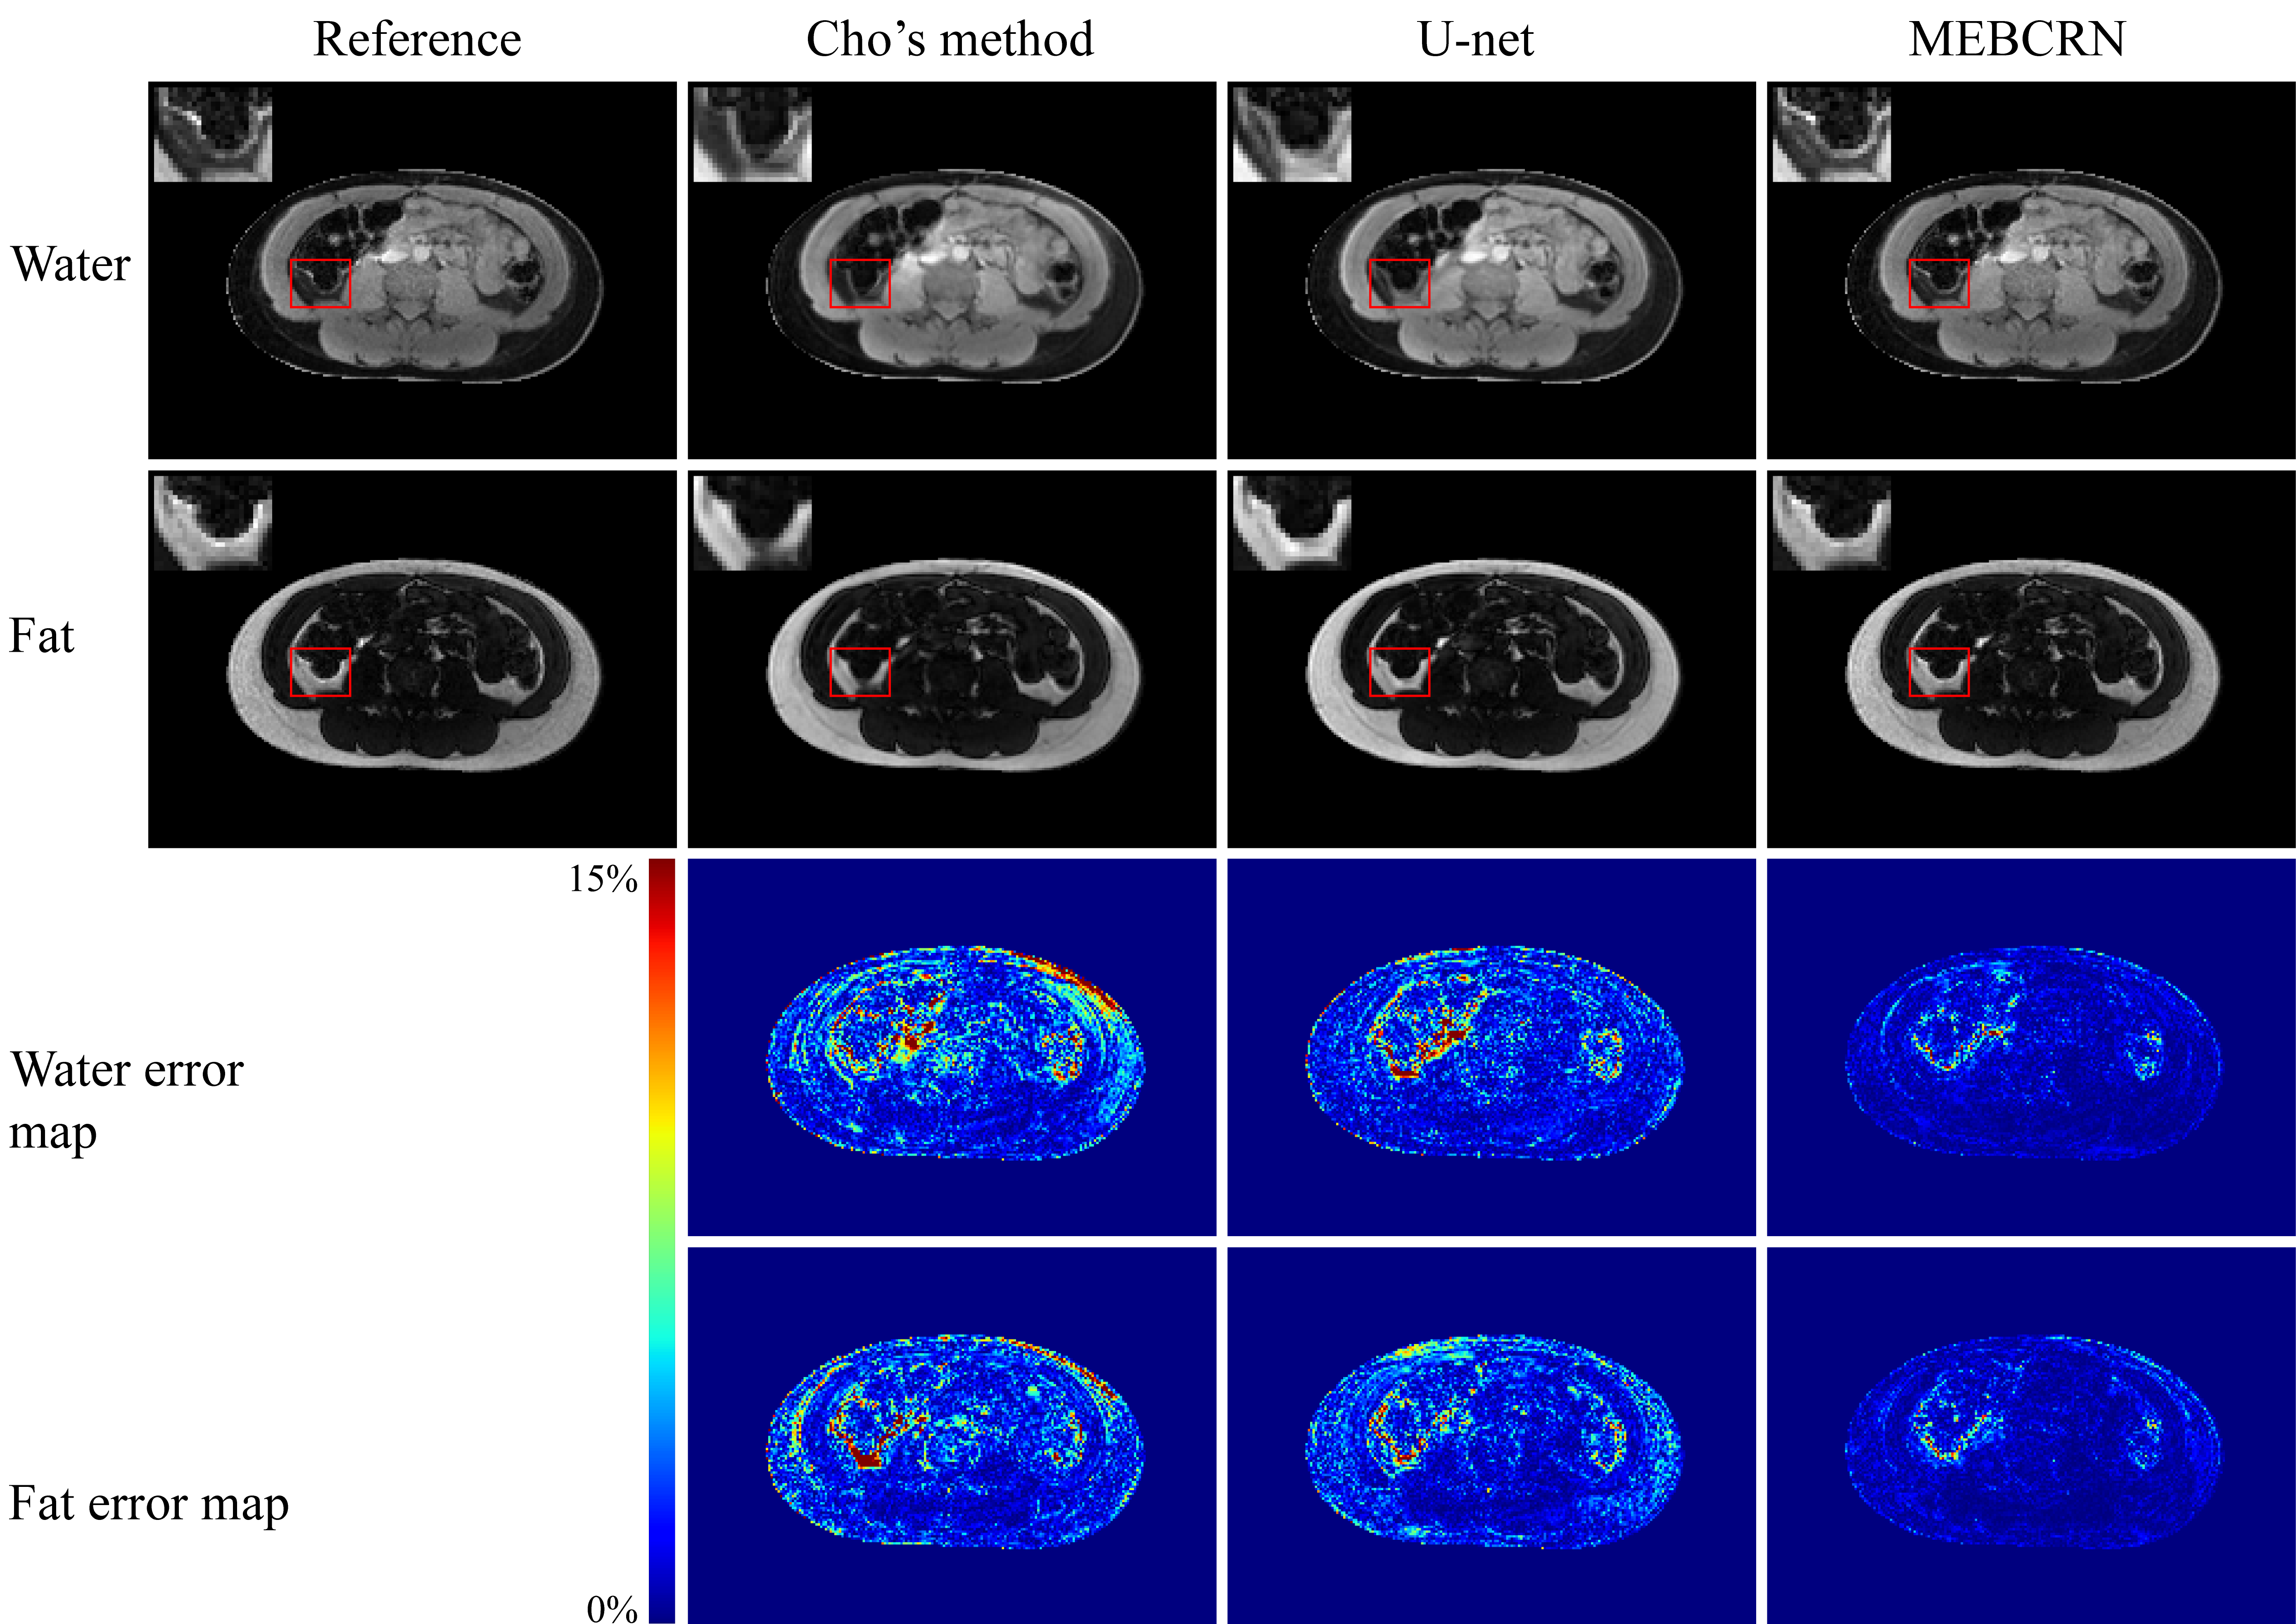 Reference
Cho’s method
U-net
MEBCRN
Water
Fat
15%
Water error
map
Fat error map
0%